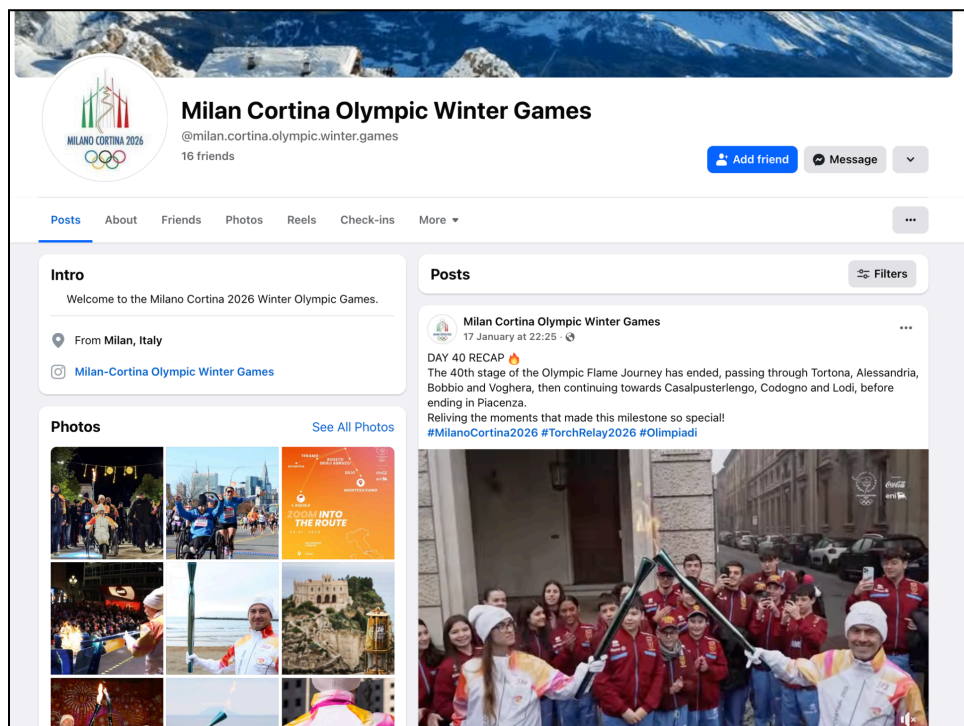 MILANO CORTINA 2026
Milan Cortina Olympic Winter Games
@milan.cortina.olympic.winter.games
16 friends
Add friend
Message
Posts
About
Friends
Photos
Reels
Check-ins
More
Intro
Welcome to the Milano Cortina 2026 Winter Olympic Games.
From Milan, Italy
Milan-Cortina Olympic Winter Games
Photos
See All Photos
ZOOM INTO
THE ROUTE
Posts
Filters
Milan Cortina Olympic Winter Games
17 January at 22:25 ·
DAY 40 RECAP 🔥
The 40th stage of the Olympic Flame Journey has ended, passing through Tortona, Alessandria,
Bobbio and Voghera, then continuing towards Casalpusterlengo, Codogno and Lodi, before
ending in Piacenza.
Reliving the moments that made this milestone so special!
#MilanoCortina2026 #TorchRelay2026 #Olimpiadi
Coca-Cola
eni